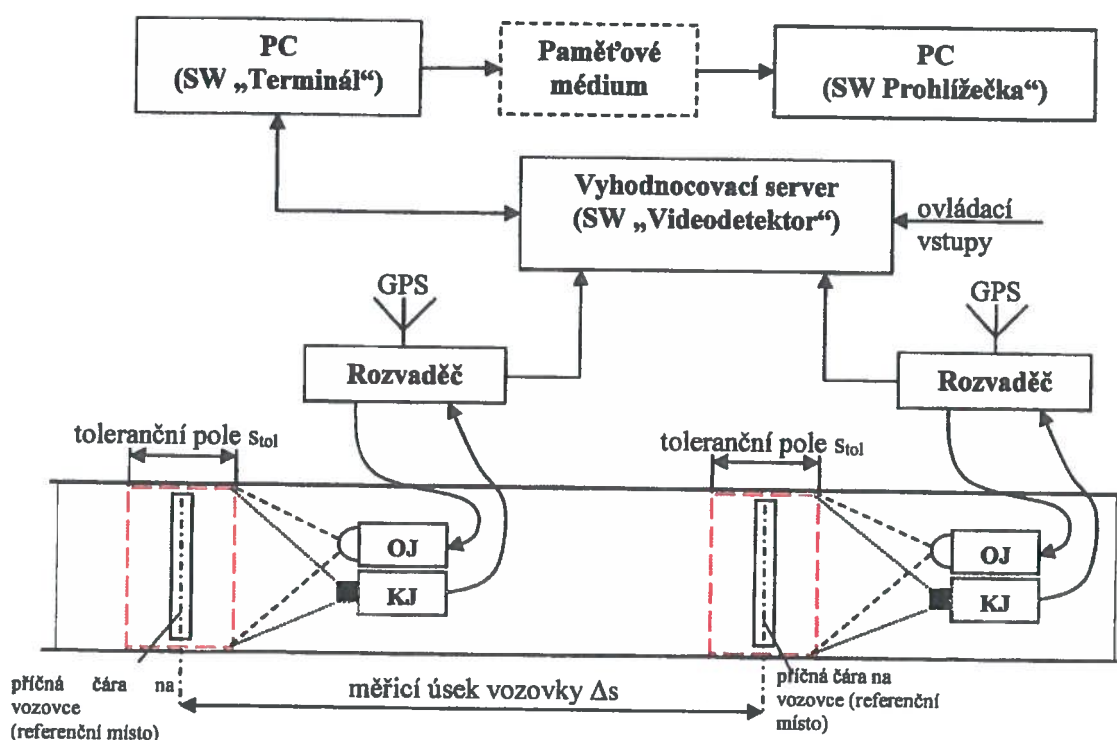 PC
(SW „Terminál“)
Paměťové
médium
PC
(SW Prohlížečka“)
Vyhodnocovací server
(SW „Videodetektor“)
ovládací
vstupy
GPS
Rozvaděč
GPS
Rozvaděč
toleranční pole stol
toleranční pole stol
OJ
KJ
OJ
KJ
příčná čára na
vozovce
(referenční místo)
měřicí úsek vozovky Δs
příčná čára na
vozovce (referenční
místo)